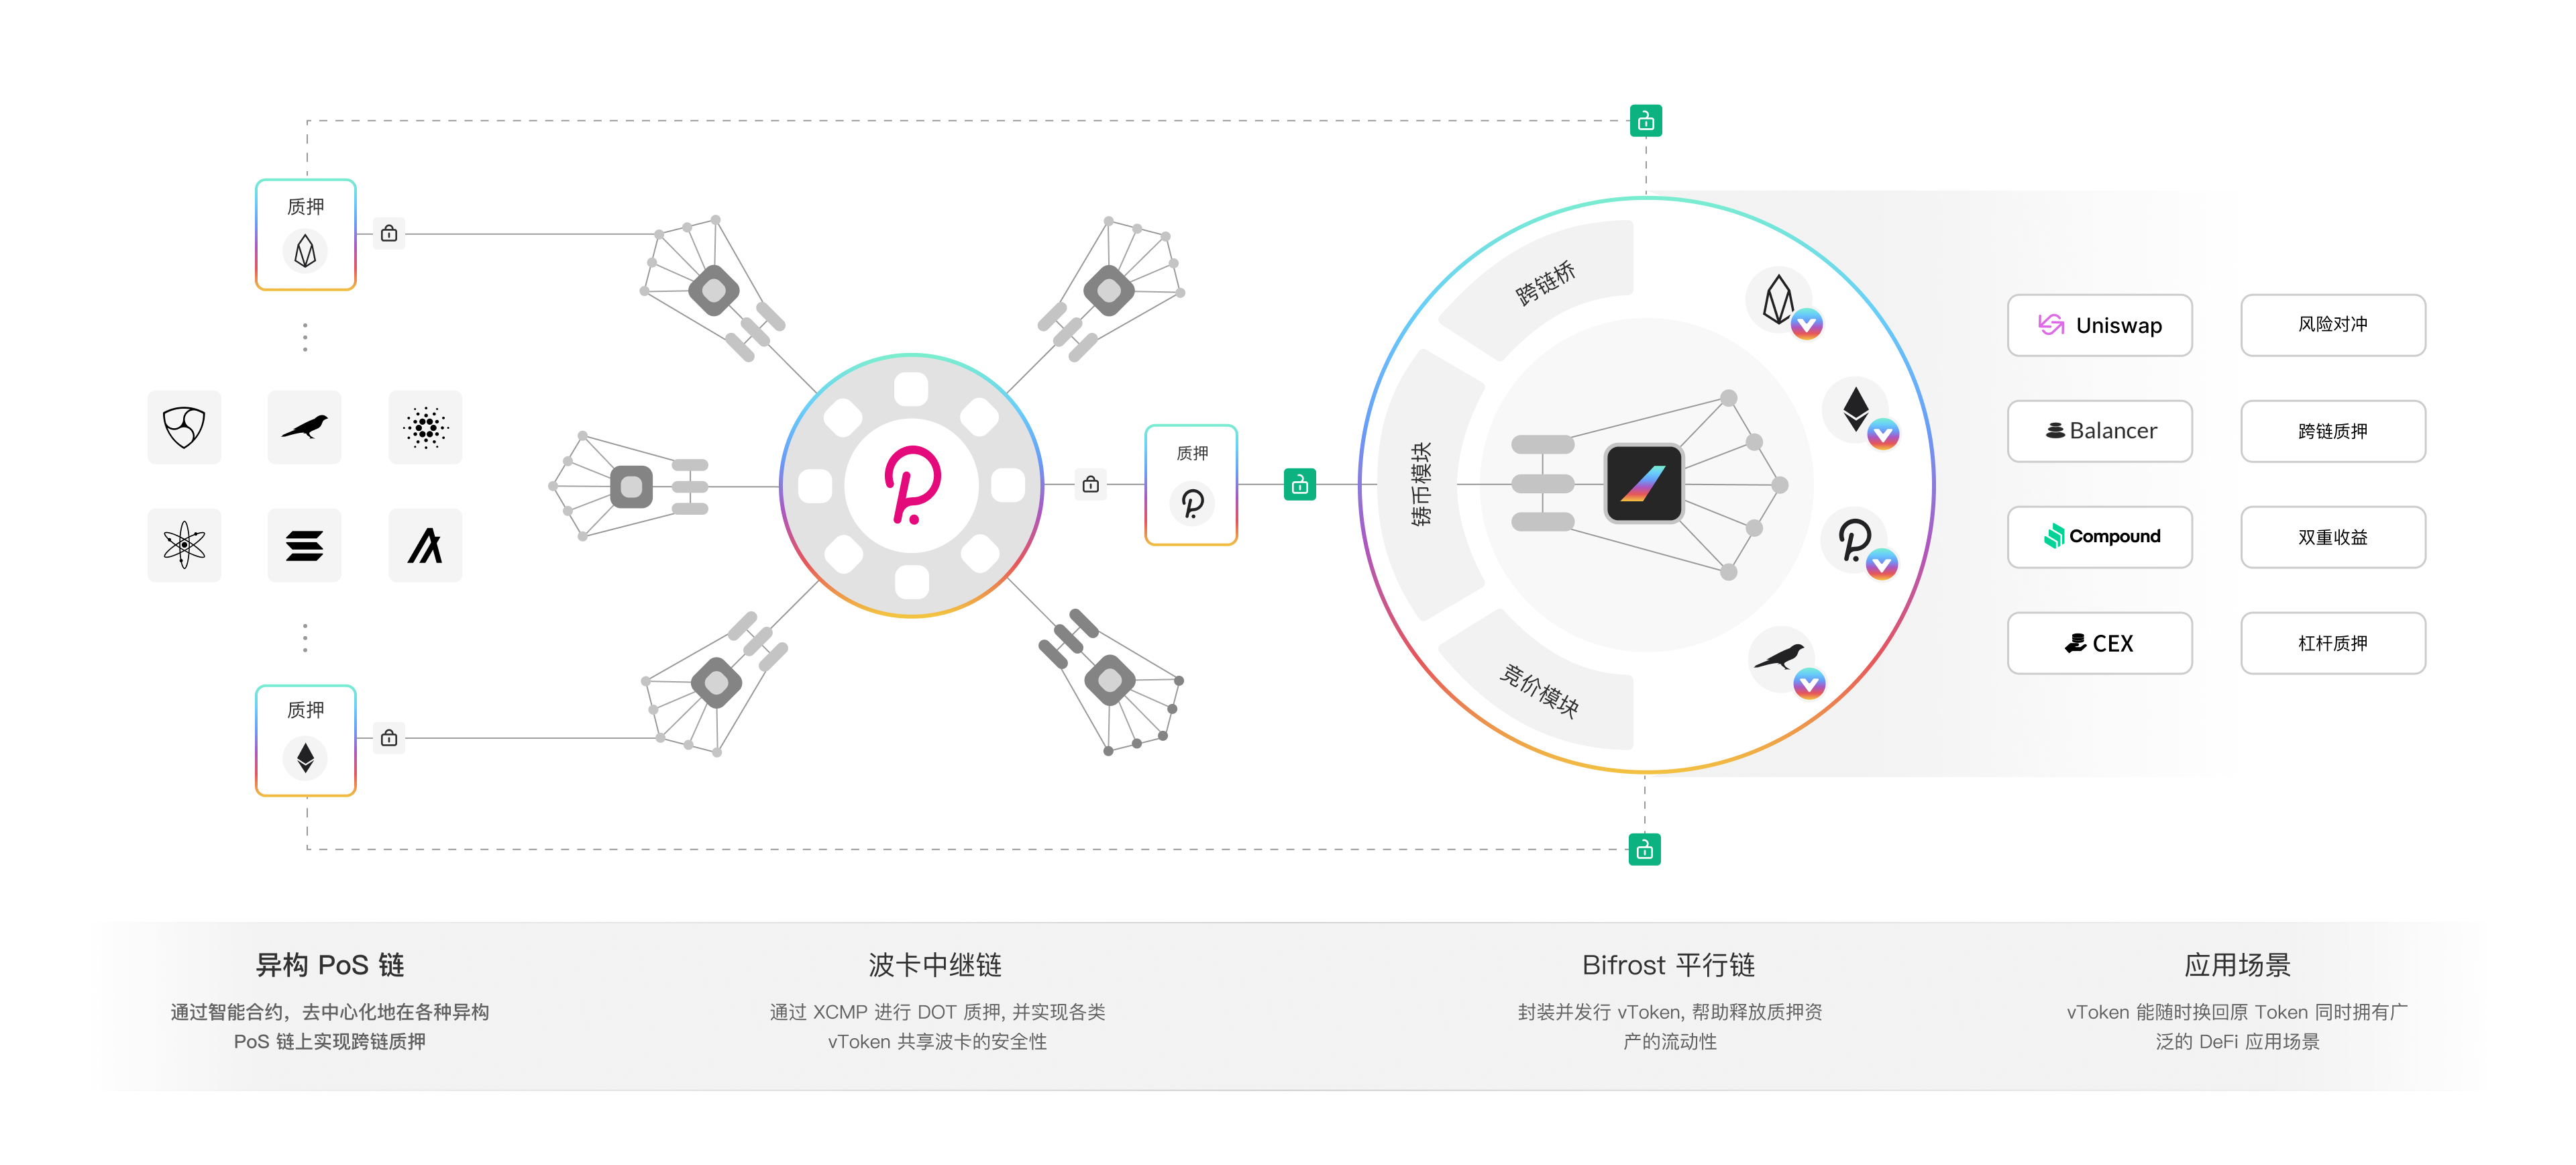 质押
质押
质押
跨链桥
铸币模块
竞价模块
Uniswap
风险对冲
Balancer
跨链质押
Compound
双重收益
CEX
杠杆质押
异构 PoS 链
通过智能合约，去中心化地在各种异构
PoS 链上实现跨链质押
波卡中继链
通过 XCMP 进行 DOT 质押, 并实现各类
vToken 共享波卡的安全性
Bifrost 平行链
封装并发行 vToken, 帮助释放质押资
产的流动性
应用场景
vToken 能随时换回原 Token 同时拥有广
泛的 DeFi 应用场景